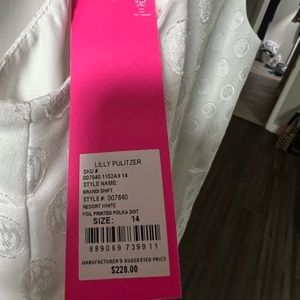 LILLY PULITZER
SKU #
007840 1152A9 14
STYLE NAME:
BRANDI SHIFT
STYLE#: 007840
RESORT WHITE
FOIL PRINTED POLKA DOT
SIZE: 14
889069 739911
MANUFACTURER'S SUGGESTED PRICE
$228.00